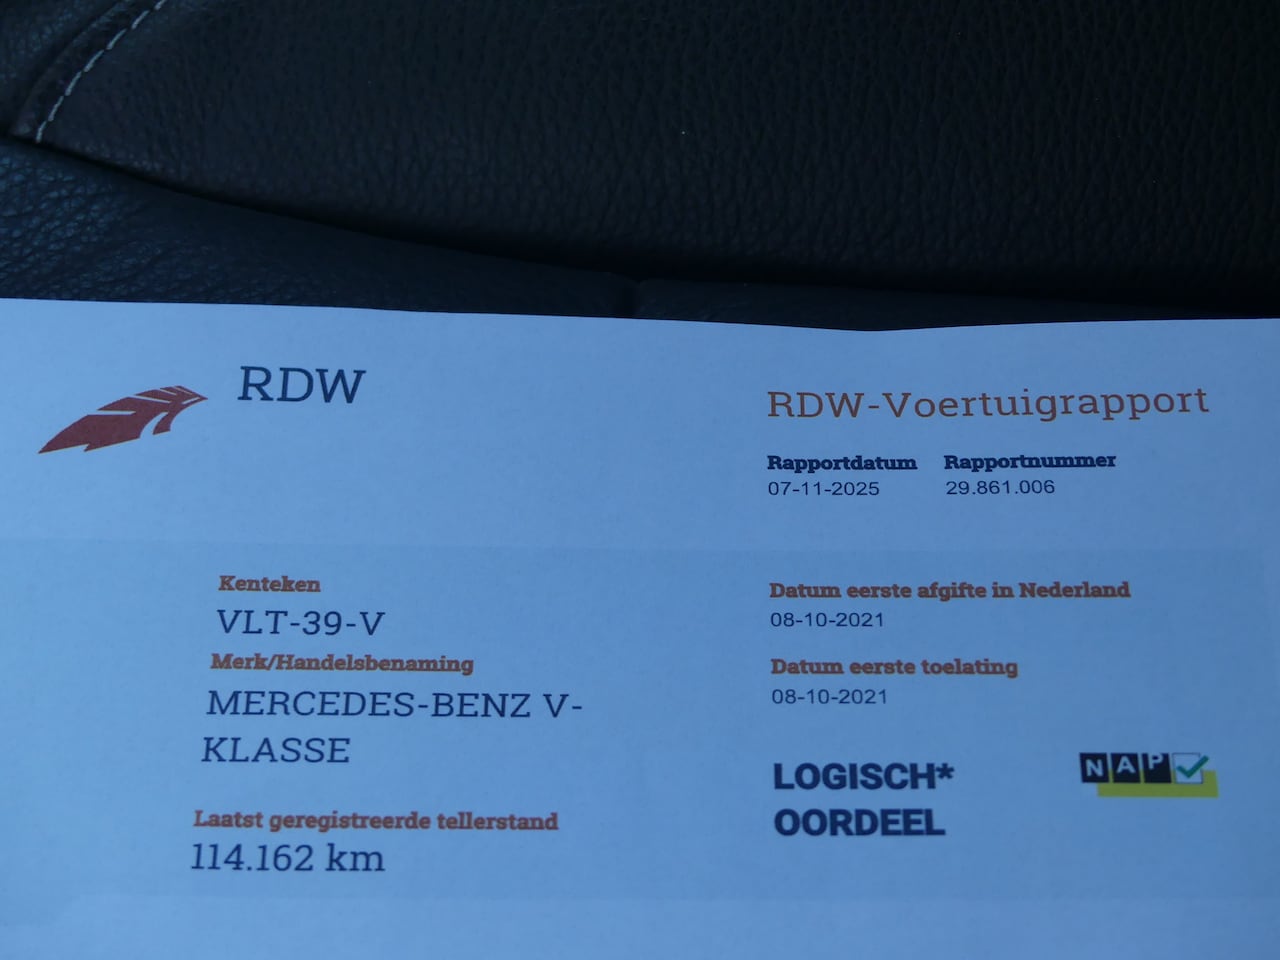 RDW
RDW-Voertuigrapport
Rapportdatum Rapportnummer
07-11-2025 29.861.006
Kenteken
VLT-39-V
Merk/Handelsbenaming
MERCEDES-BENZ V-
KLASSE
Laatst geregistreerde tellerstand
114.162 km
Datum eerste afgifte in Nederland
08-10-2021
Datum eerste toelating
08-10-2021
LOGISCH*
OORDEEL
NAP